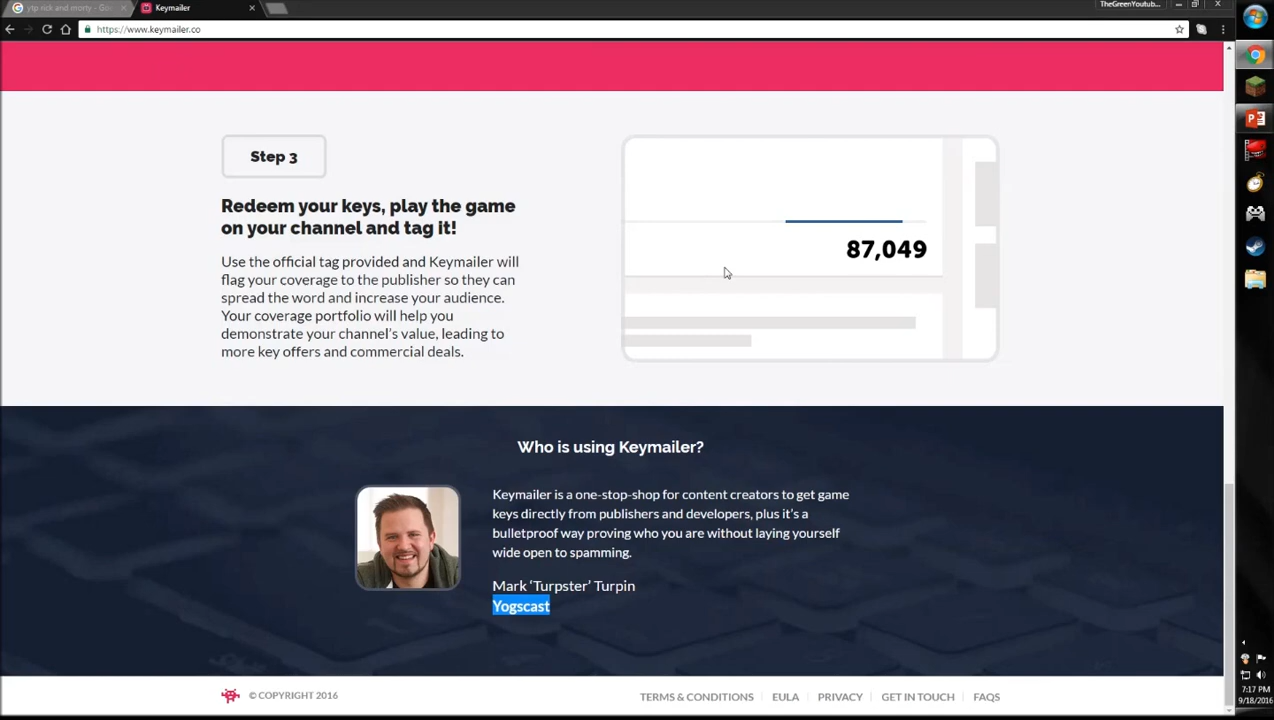 ytp rick and morty - Goo
Keymailer
TheGreenYoutub...
https://www.keymailer.co
Step 3
Redeem your keys, play the game
on your channel and tag it!
Use the official tag provided and Keymailer will
flag your coverage to the publisher so they can
spread the word and increase your audience.
Your coverage portfolio will help you
demonstrate your channel's value, leading to
more key offers and commercial deals.
87,049
Who is using Keymailer?
Keymailer is a one-stop-shop for content creators to get game
keys directly from publishers and developers, plus it's a
bulletproof way proving who you are without laying yourself
wide open to spamming.
Mark ‘Turpster’ Turpin
Yogscast
© COPYRIGHT 2016
TERMS & CONDITIONS
EULA
PRIVACY
GET IN TOUCH
FAQS
7:17 PM
9/18/2016